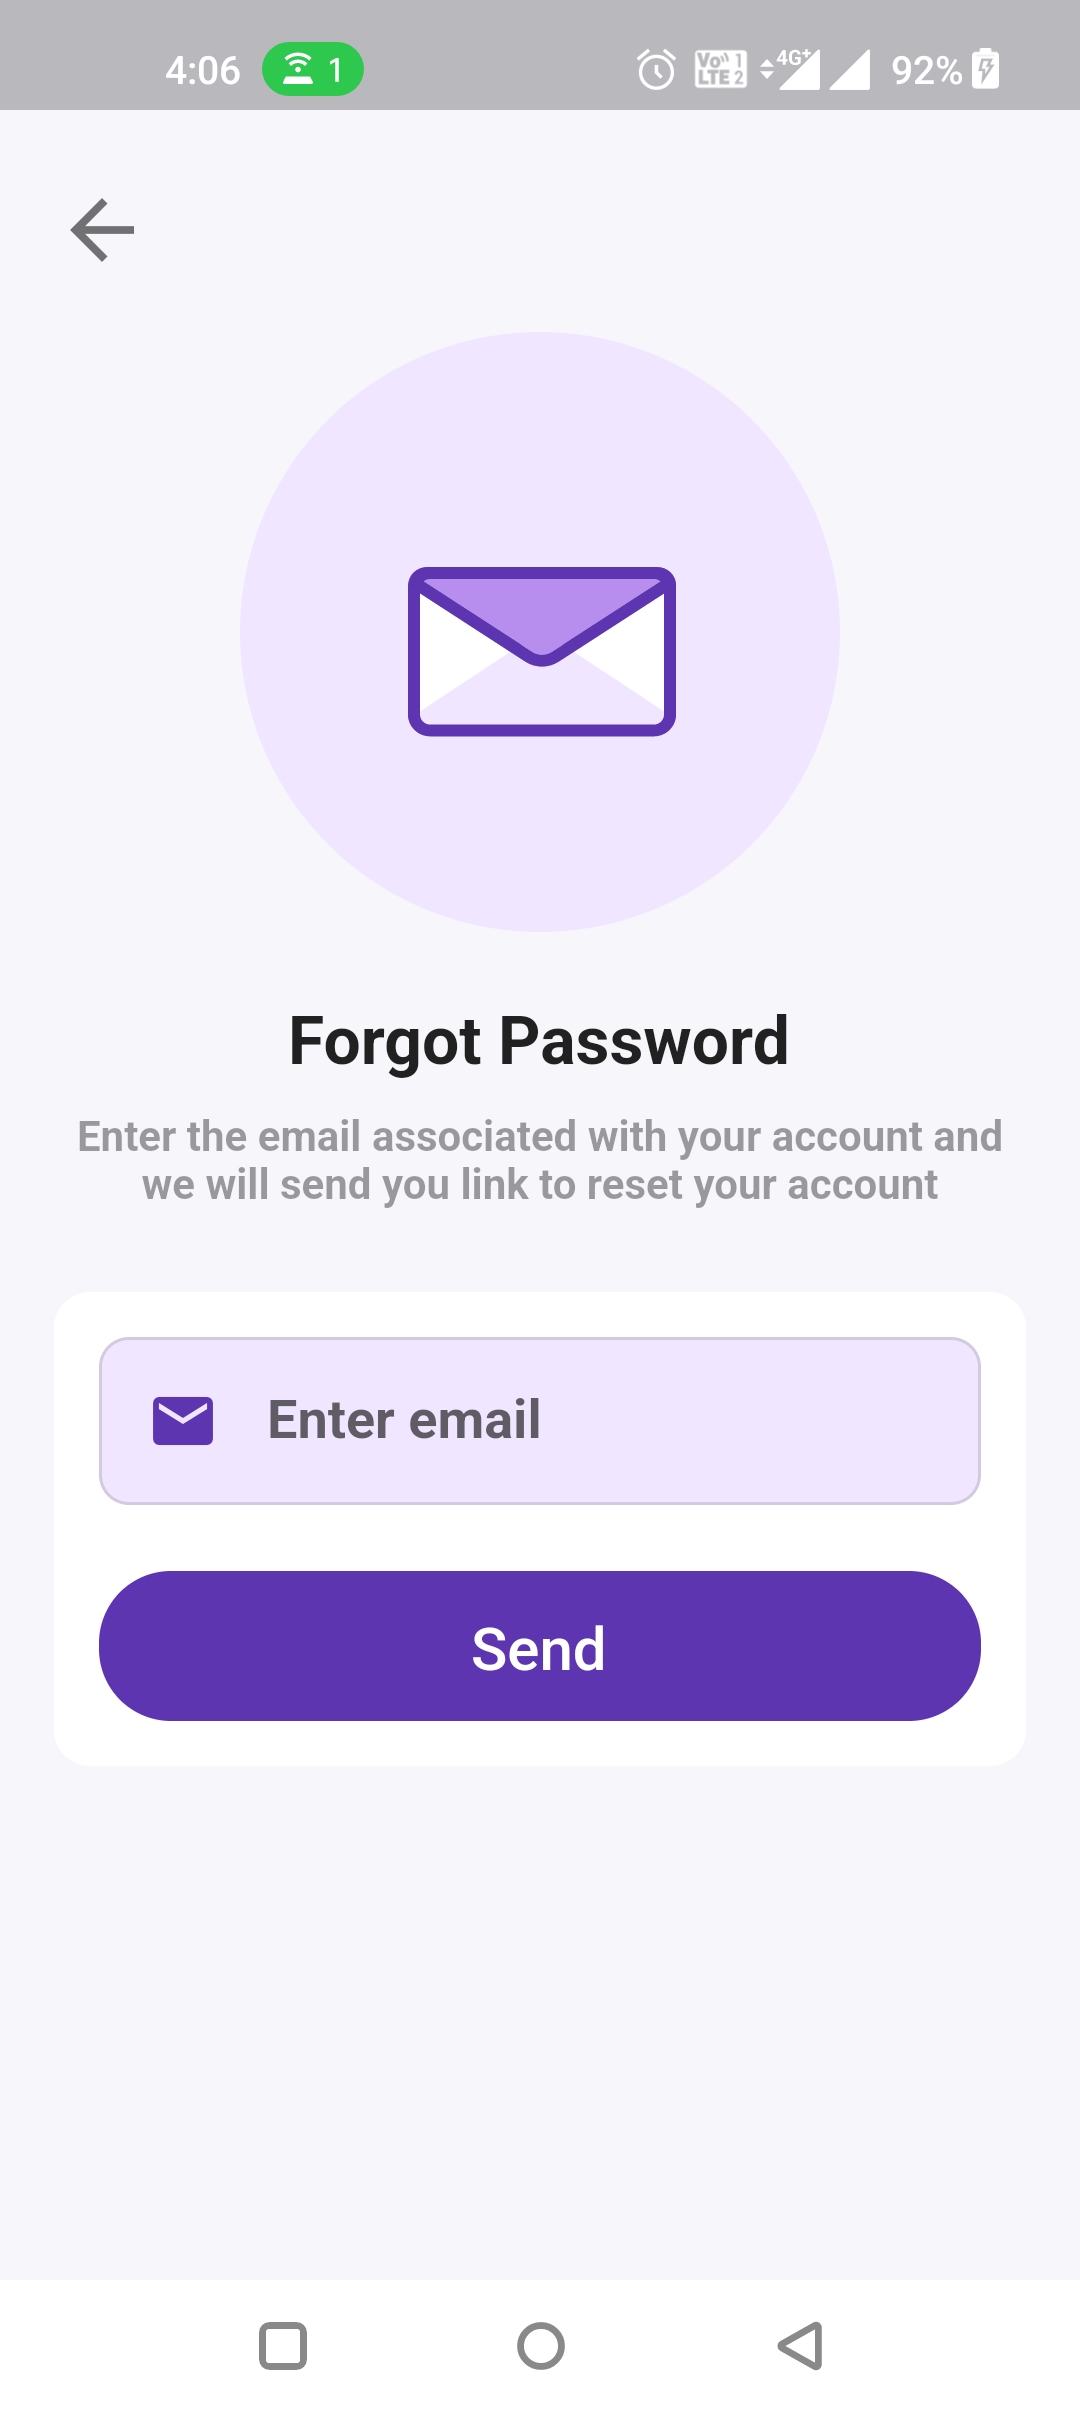 4:06 1 Vo LTE 1 2 4G+ 92%
Forgot Password
Enter the email associated with your account and
we will send you link to reset your account
Enter email
Send